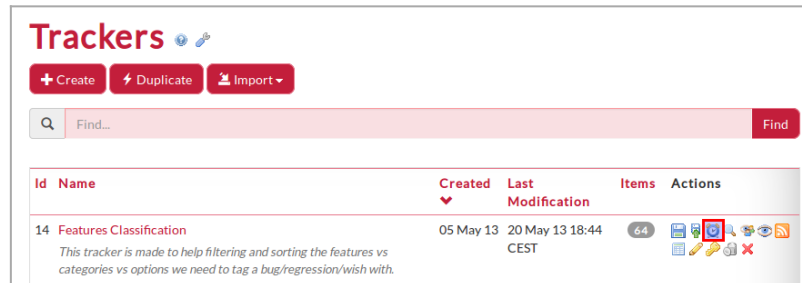 Trackers
Create Duplicate Import
Find... Find
Id Name Created Last Modification Items Actions
14 Features Classification 05 May 13 20 May 13 18:44 CEST 64
This tracker is made to help filtering and sorting the features vs
categories vs options we need to tag a bug/regression/wish with.